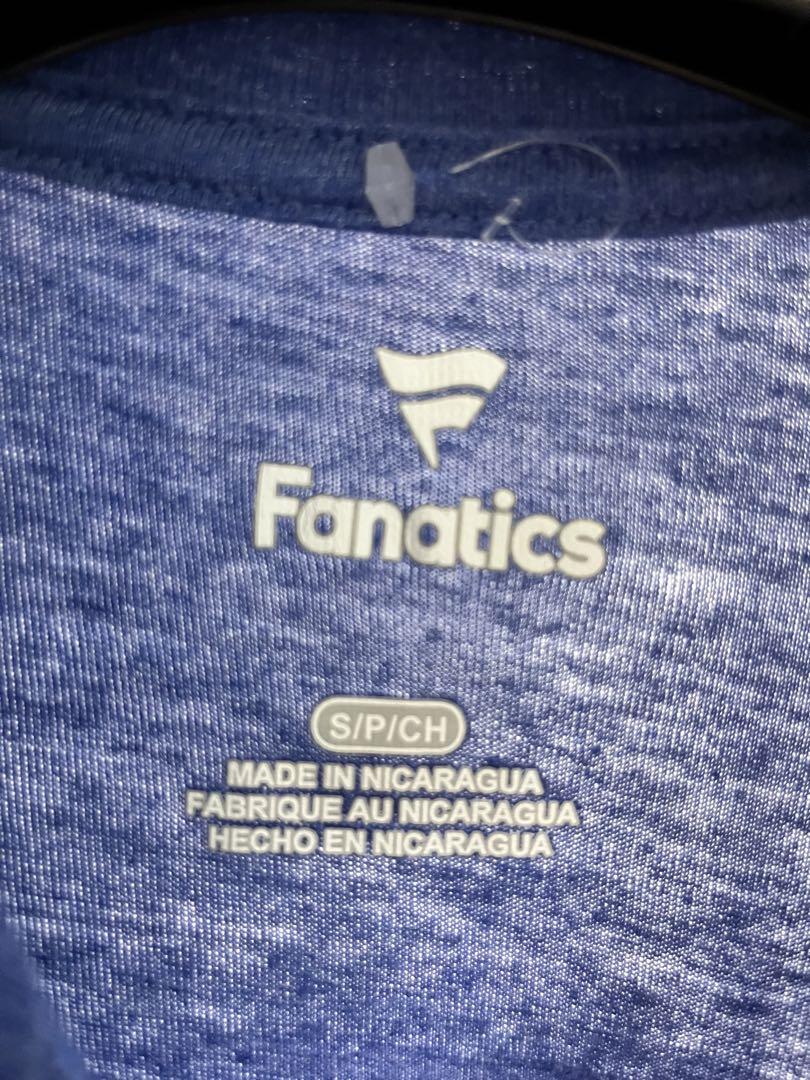 Fanatics
S/P/CH
MADE IN NICARAGUA
FABRIQUE AU NICARAGUA
HECHO EN NICARAGUA